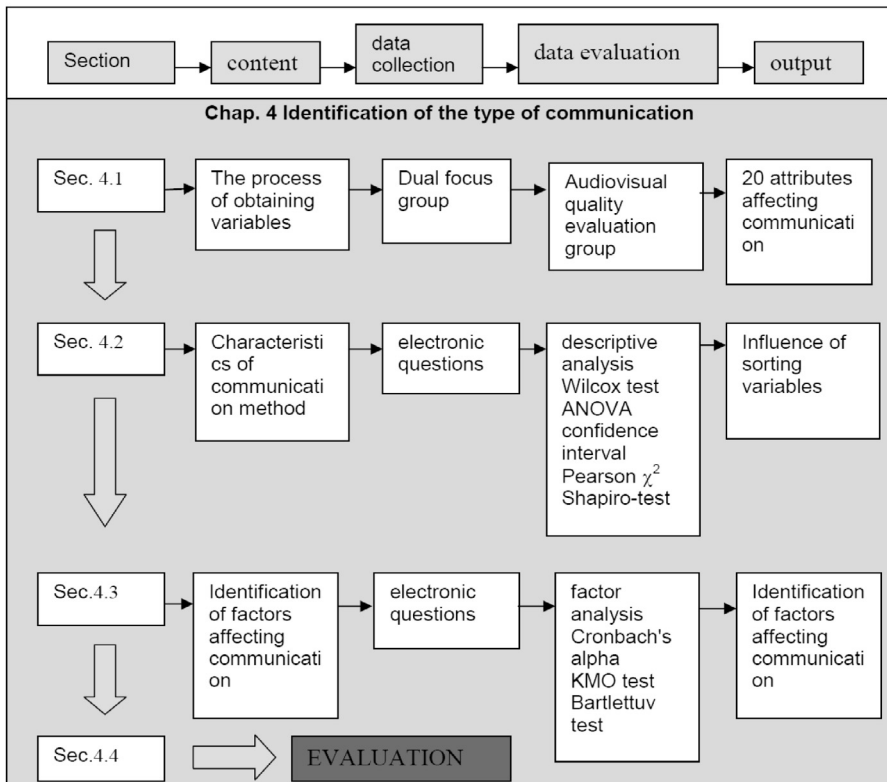 Section
content
data
collection
data evaluation
output
Chap. 4 Identification of the type of communication
Sec. 4.1
The process
of obtaining
variables
Dual focus
group
Audiovisual
quality
evaluation
group
20 attributes
affecting
communicati
on
Sec. 4.2
Characteristi
cs of
communicati
on method
electronic
questions
descriptive
analysis
Wilcox test
ANOVA
confidence
interval
Pearson χ²
Shapiro-test
Influence of
sorting
variables
Sec.4.3
Identification
of factors
affecting
communicati
on
electronic
questions
factor
analysis
Cronbach's
alpha
KMO test
Bartlettuv
test
Identification
of factors
affecting
communicati
on
Sec.4.4
EVALUATION